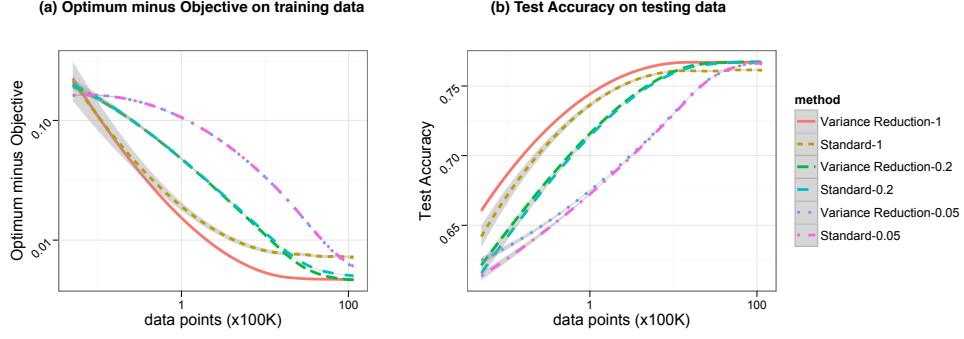 (a) Optimum minus Objective on training data
(b) Test Accuracy on testing data
Optimum minus Objective
0.10
0.01
1
100
data points (x100K)
Test Accuracy
0.75
0.70
0.65
1
100
data points (x100K)
method
Variance Reduction-1
Standard-1
Variance Reduction-0.2
Standard-0.2
Variance Reduction-0.05
Standard-0.05